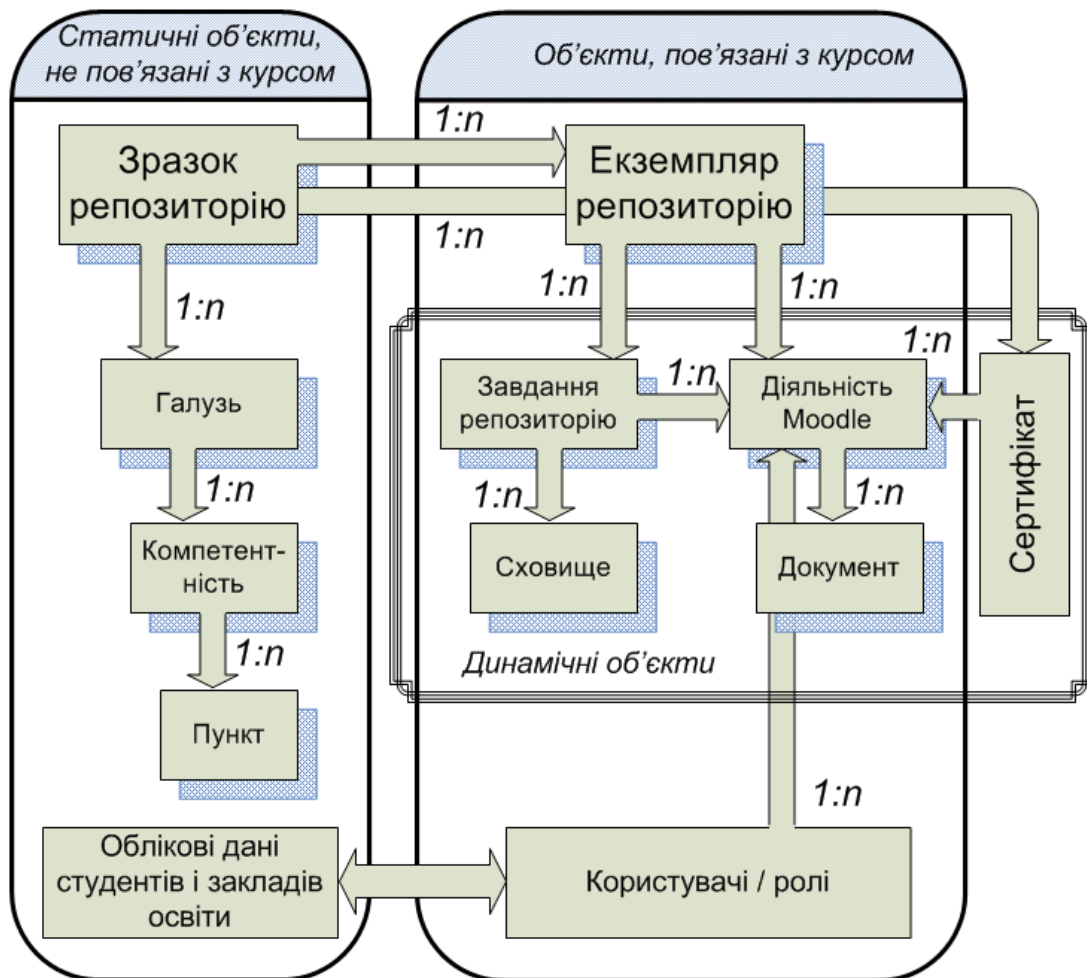 Статичні об’єкти,
не пов’язані з курсом
Об’єкти, пов’язані з курсом
Зразок
репозиторію
1:n
Екземпляр
репозиторію
1:n
1:n
1:n
1:n
Галузь
Завдання
репозиторію
1:n
Діяльність
Moodle
1:n
Сертифікат
1:n
Компетент-
ність
1:n
Сховище
1:n
Документ
1:n
Динамічні об’єкти
Пункт
1:n
Облікові дані
студентів і закладів
освіти
Користувачі / ролі